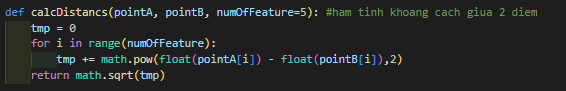 def calcDistancs(pointA, pointB, numOfFeature=5): #ham tinh khoang cach giua 2 diem
    tmp = 0
    for i in range(numOfFeature):
        tmp += math.pow(float(pointA[i]) - float(pointB[i]),2)
    return math.sqrt(tmp)